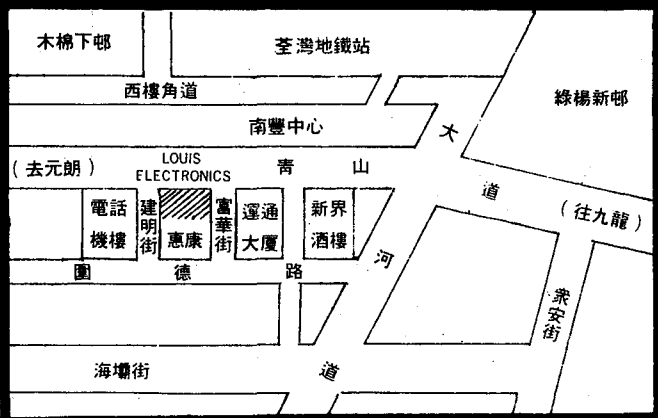 木棉下邨
荃灣地鐵站
西樓角道
綠楊新邨
南豐中心
(去元朗)
LOUIS
ELECTRONICS
青山道
(往九龍)
大河道
電話
機樓
建明街
惠康
富華街
運通
大廈
新界
酒樓
圍德路
衆安街
海壩街